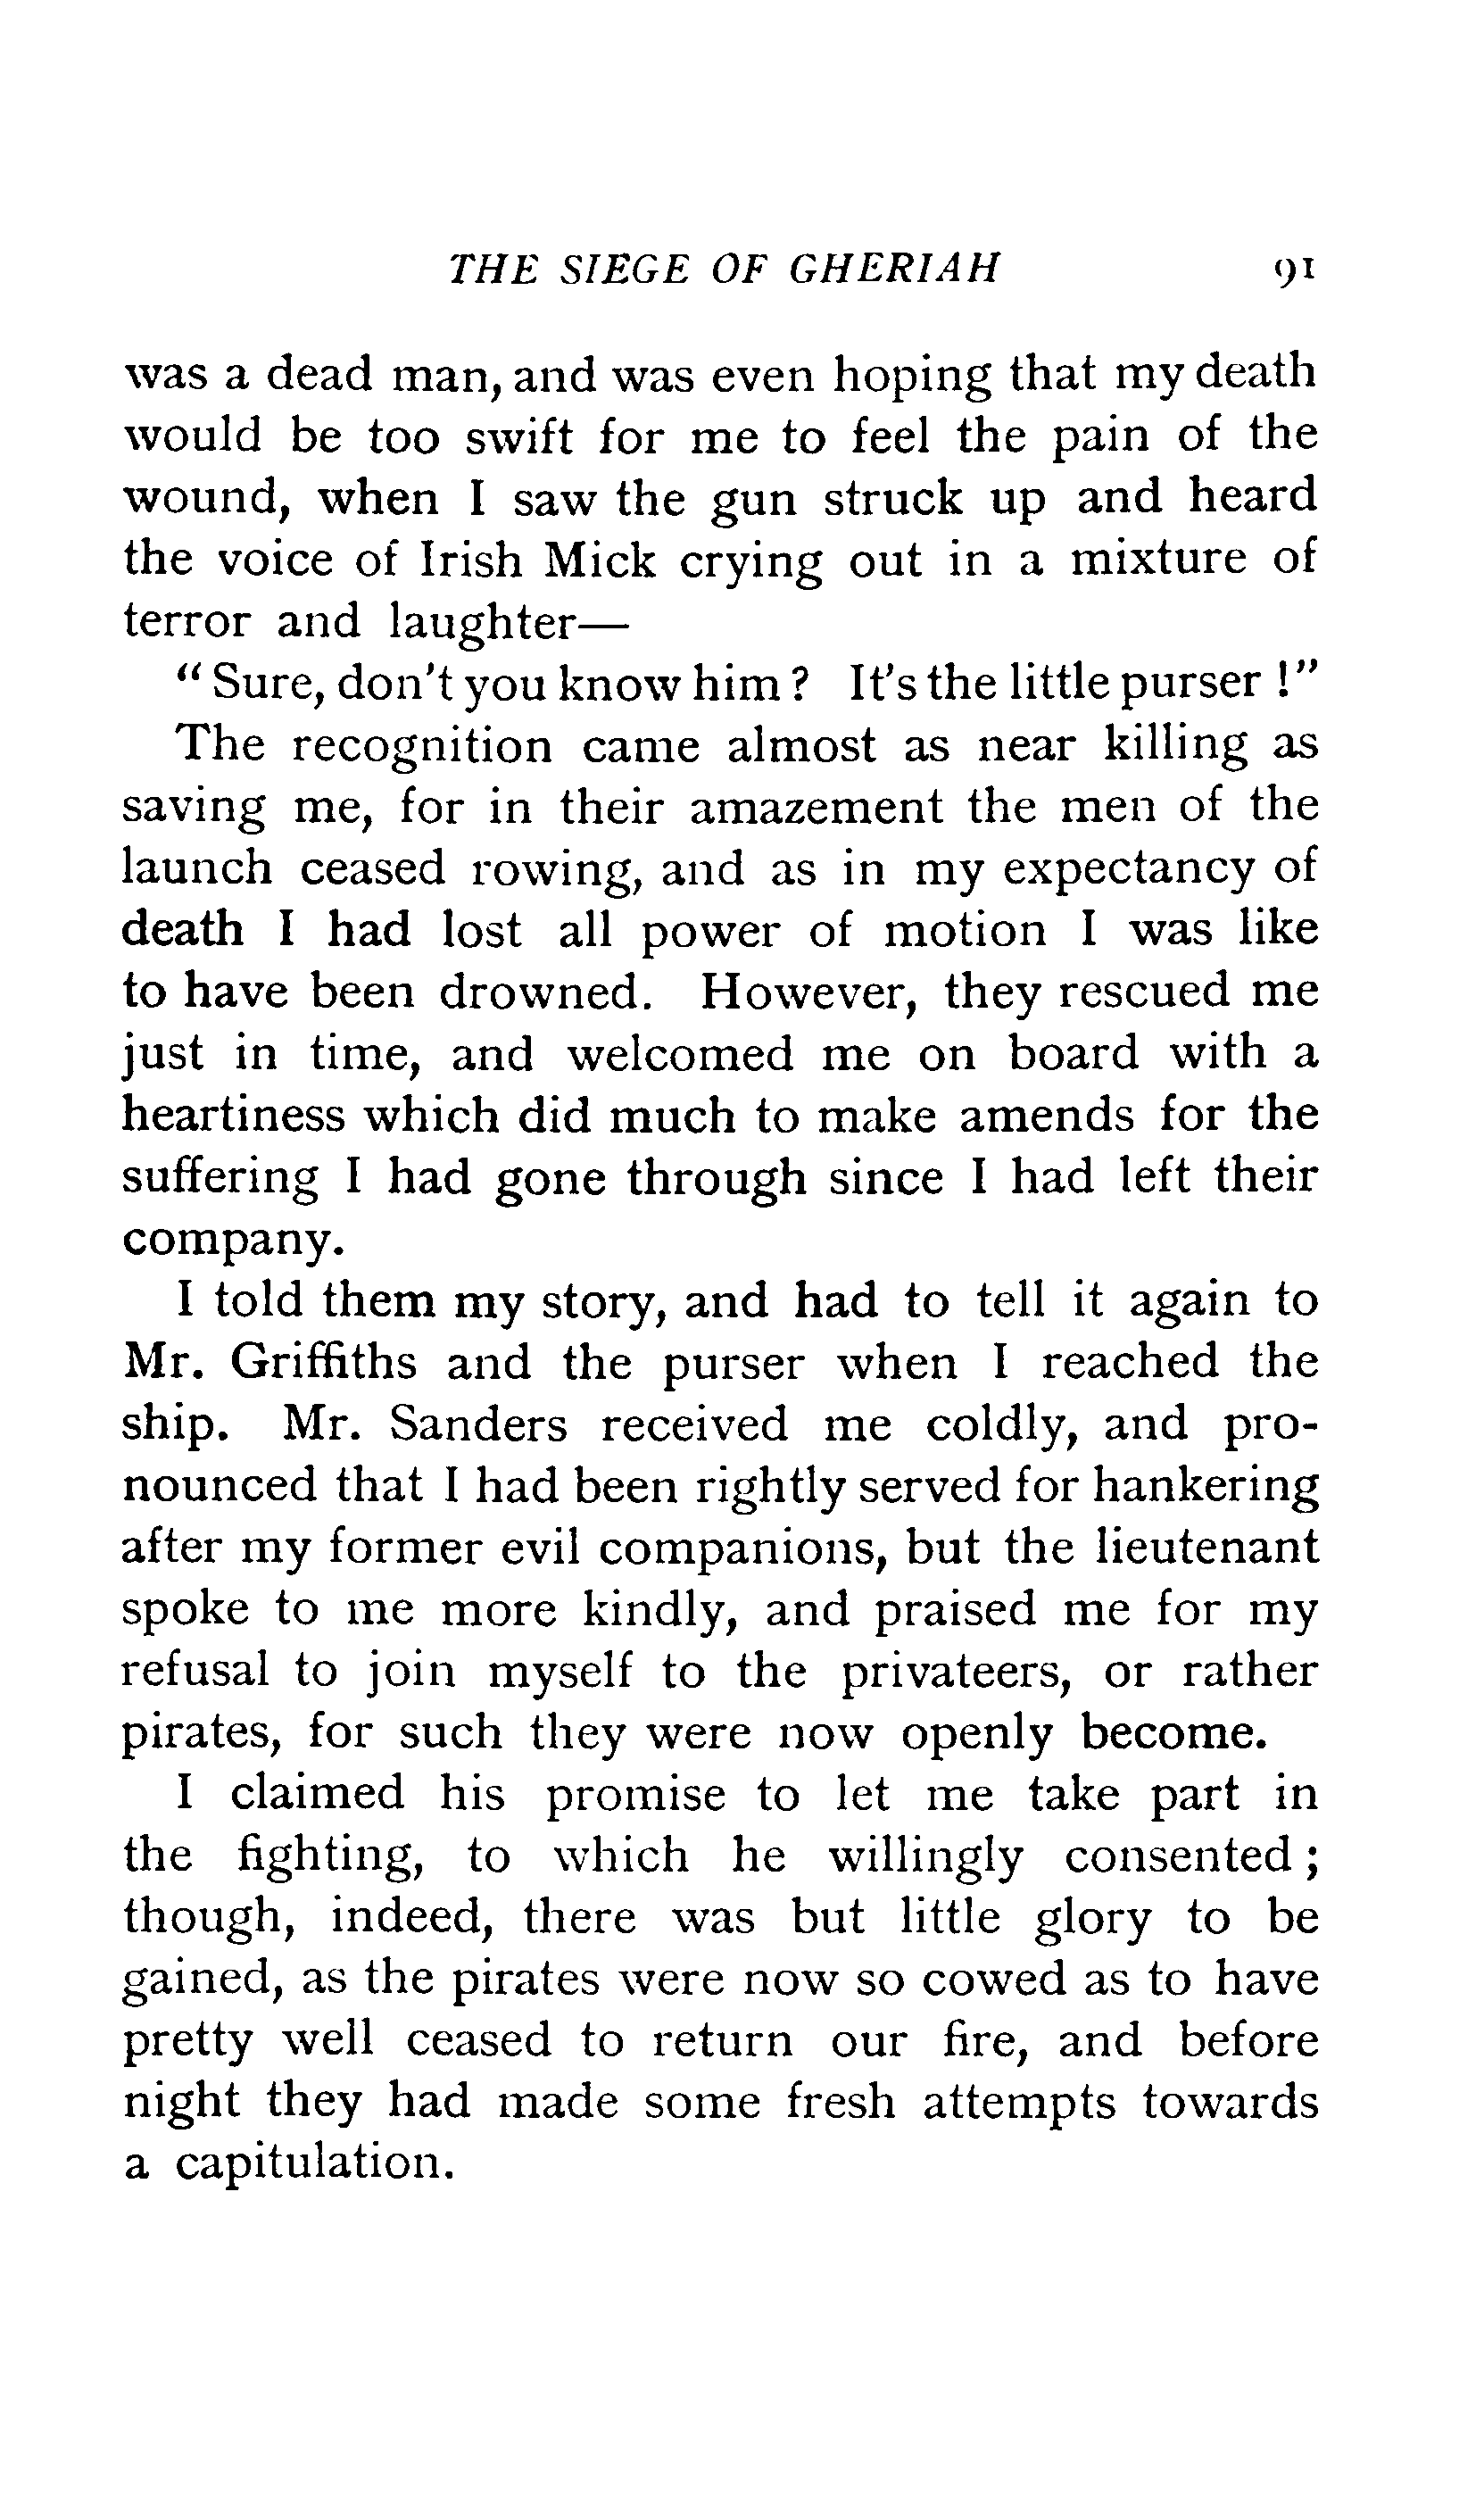 THE SIEGE OF GHERIAH 91
was a dead man, and was even hoping that my death
would be too swift for me to feel the pain of the
wound, when I saw the gun struck up and heard
the voice of Irish Mick crying out in a mixture of
terror and laughter—
“ Sure, don't you know him ? It's the little purser !”
The recognition came almost as near killing as
saving me, for in their amazement the men of the
launch ceased rowing, and as in my expectancy of
death I had lost all power of motion I was like
to have been drowned. However, they rescued me
just in time, and welcomed me on board with a
heartiness which did much to make amends for the
suffering I had gone through since I had left their
company.
I told them my story, and had to tell it again to
Mr. Griffiths and the purser when I reached the
ship. Mr. Sanders received me coldly, and pro-
nounced that I had been rightly served for hankering
after my former evil companions, but the lieutenant
spoke to me more kindly, and praised me for my
refusal to join myself to the privateers, or rather
pirates, for such they were now openly become.
I claimed his promise to let me take part in
the fighting, to which he willingly consented ;
though, indeed, there was but little glory to be
gained, as the pirates were now so cowed as to have
pretty well ceased to return our fire, and before
night they had made some fresh attempts towards
a capitulation.